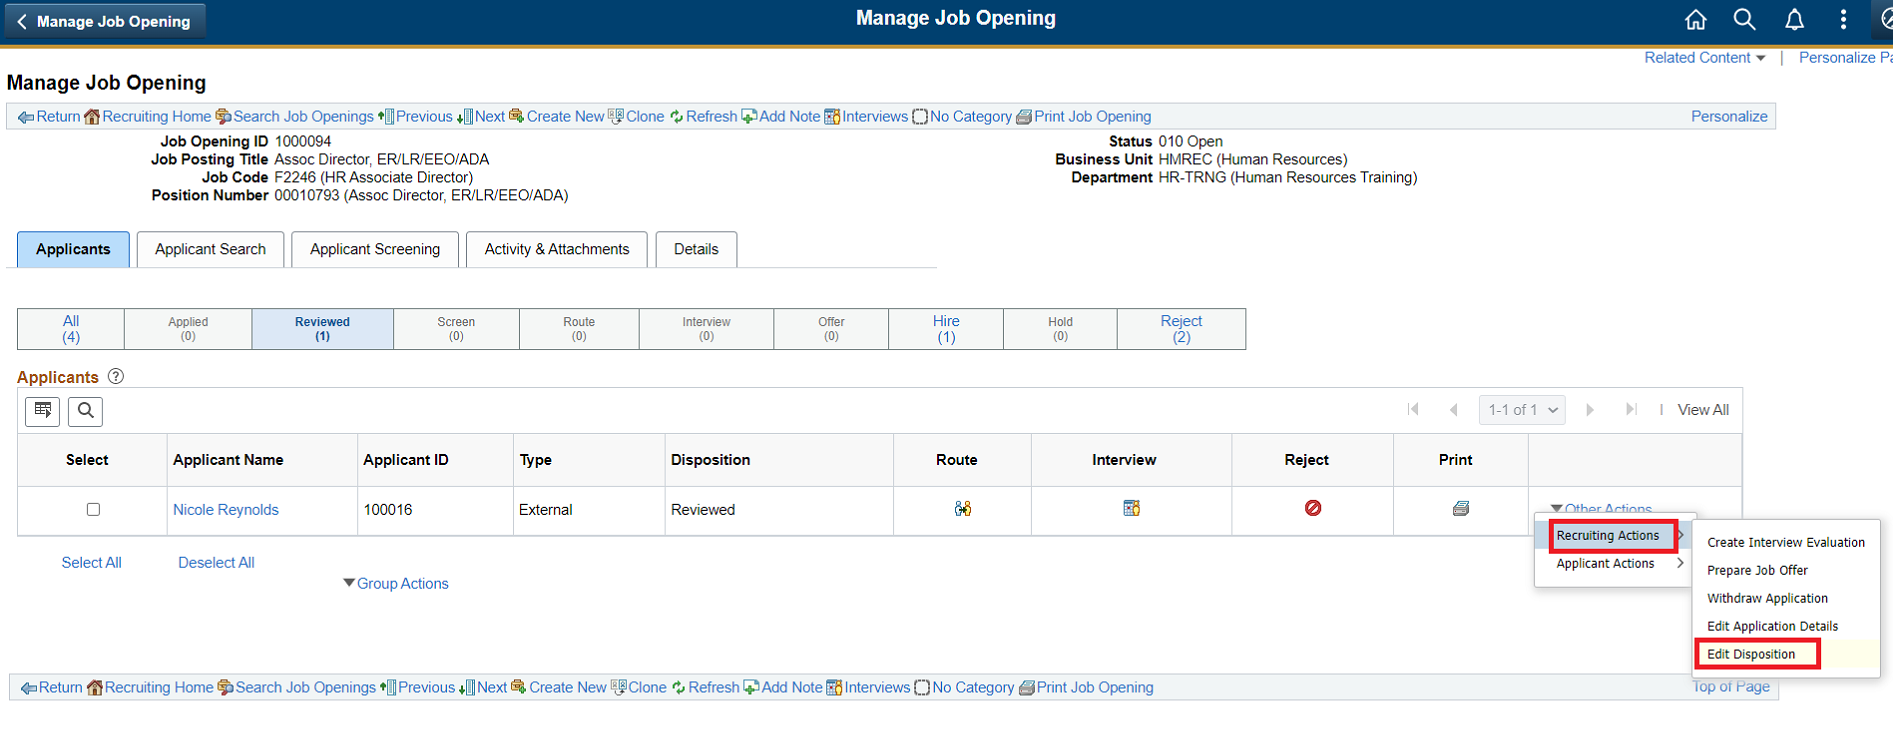 Manage Job Opening
Manage Job Opening
Related Content | Personalize Pa
Manage Job Opening
Return Recruiting Home Search Job Openings Previous Next Create New Clone Refresh Add Note Interviews No Category Print Job Opening Personalize
Job Opening ID 1000094 Status 010 Open
Job Posting Title Assoc Director, ER/LR/EEO/ADA Business Unit HMREC (Human Resources)
Job Code F2246 (HR Associate Director) Department HR-TRNG (Human Resources Training)
Position Number 00010793 (Assoc Director, ER/LR/EEO/ADA)
Applicants Applicant Search Applicant Screening Activity & Attachments Details
All Applied Reviewed Screen Route Interview Offer Hire Hold Reject
(4) (0) (1) (0) (0) (0) (0) (1) (0) (2)
Applicants ?
1-1 of 1 | View All
Select Applicant Name Applicant ID Type Disposition Route Interview Reject Print
Nicole Reynolds 100016 External Reviewed Other Actions
Recruiting Actions
Applicant Actions
Create Interview Evaluation
Prepare Job Offer
Withdraw Application
Edit Application Details
Edit Disposition
Select All Deselect All
Group Actions
Return Recruiting Home Search Job Openings Previous Next Create New Clone Refresh Add Note Interviews No Category Print Job Opening Top of Page